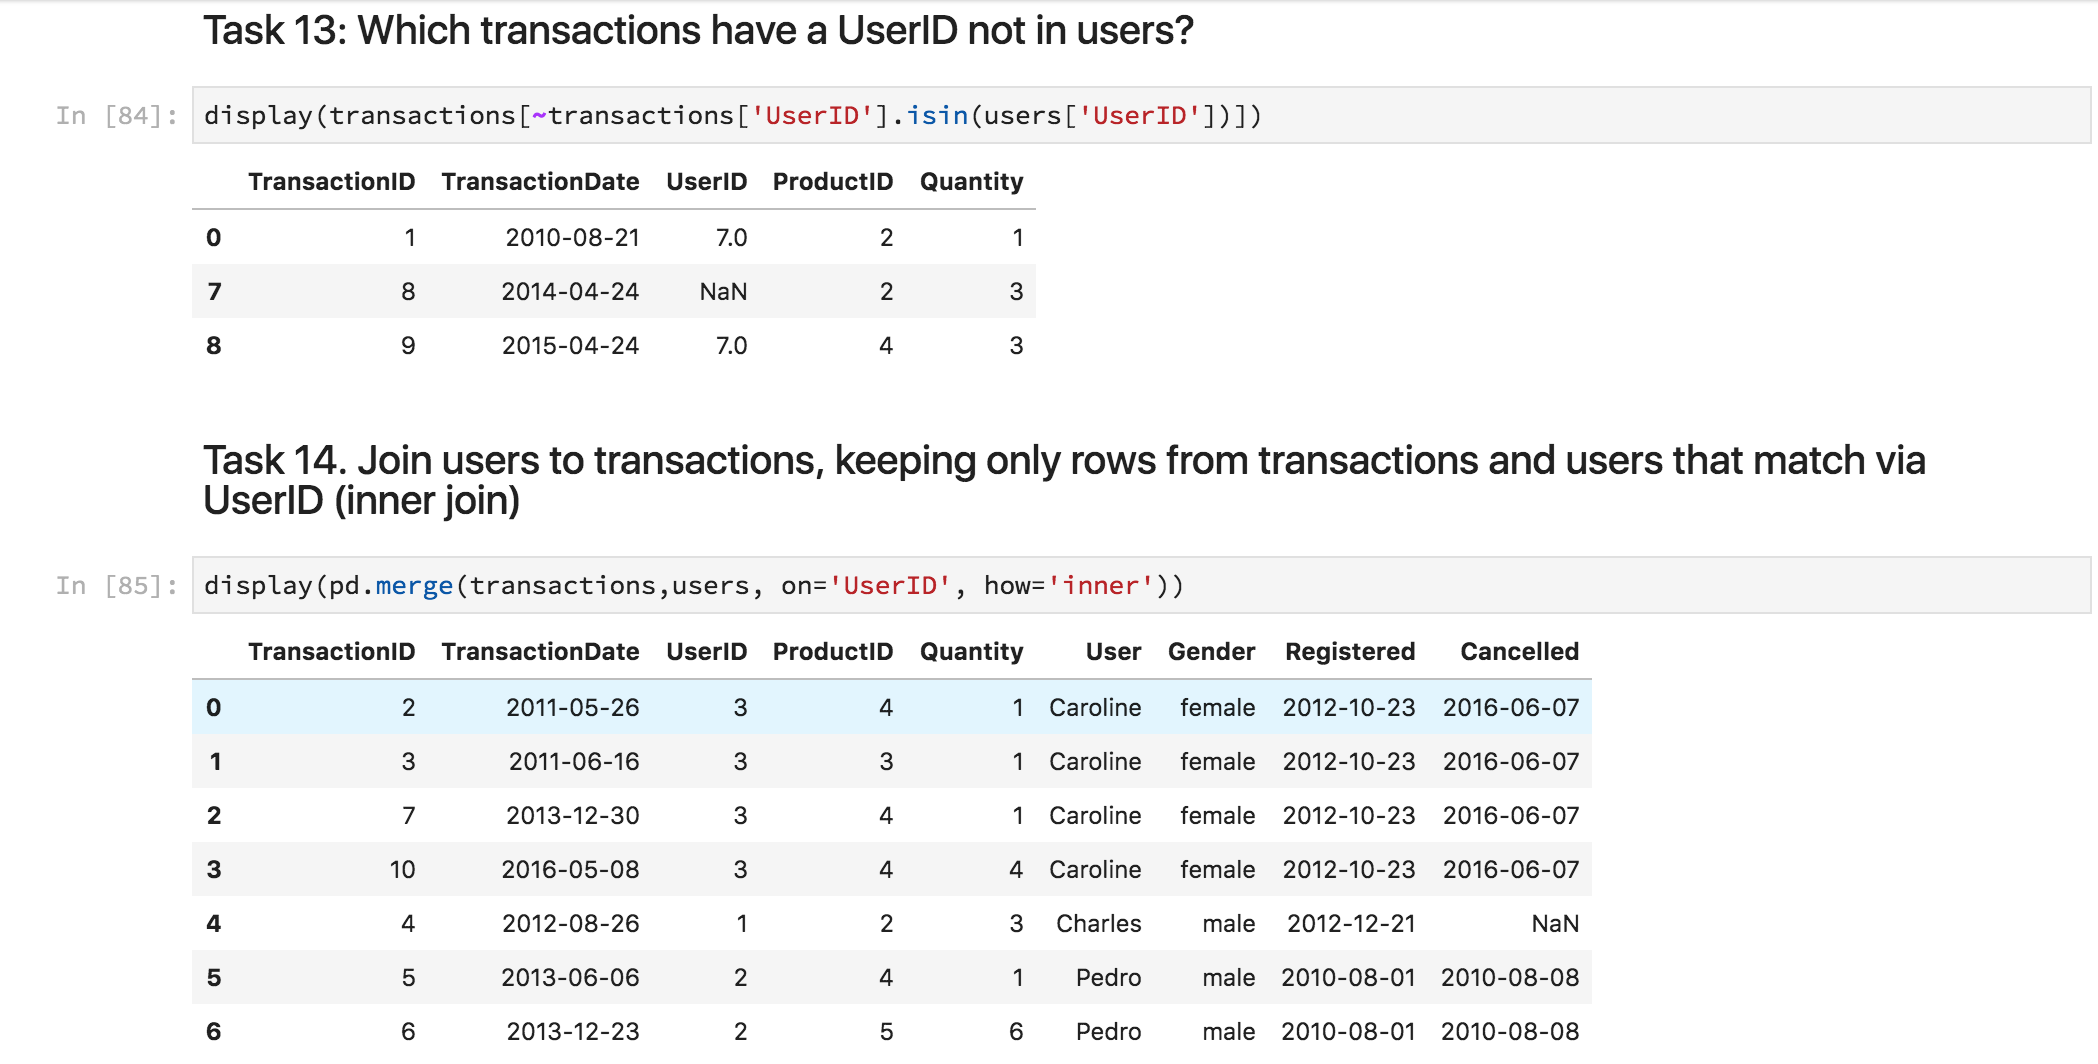 Task 13: Which transactions have a UserID not in users?
In [84]: display(transactions[~transactions['UserID'].isin(users['UserID'])])
TransactionID TransactionDate UserID ProductID Quantity
0 1 2010-08-21 7.0 2 1
7 8 2014-04-24 NaN 2 3
8 9 2015-04-24 7.0 4 3
Task 14. Join users to transactions, keeping only rows from transactions and users that match via
UserID (inner join)
In [85]: display(pd.merge(transactions,users, on='UserID', how='inner'))
TransactionID TransactionDate UserID ProductID Quantity User Gender Registered Cancelled
0 2 2011-05-26 3 4 1 Caroline female 2012-10-23 2016-06-07
1 3 2011-06-16 3 3 1 Caroline female 2012-10-23 2016-06-07
2 7 2013-12-30 3 4 1 Caroline female 2012-10-23 2016-06-07
3 10 2016-05-08 3 4 4 Caroline female 2012-10-23 2016-06-07
4 4 2012-08-26 1 2 3 Charles male 2012-12-21 NaN
5 5 2013-06-06 2 4 1 Pedro male 2010-08-01 2010-08-08
6 6 2013-12-23 2 5 6 Pedro male 2010-08-01 2010-08-08